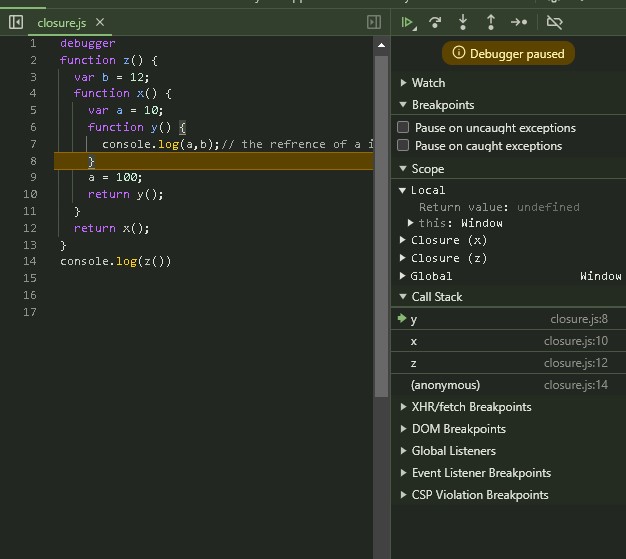 closure.js ×
1 debugger
2 function z() {
3 var b = 12;
4 function x() {
5 var a = 10;
6 function y() {
7 console.log(a,b);// the refrence of a i
8 }
9 a = 100;
10 return y();
11 }
12 return x();
13 }
14 console.log(z())
15
16
17
Debugger paused
Watch
Breakpoints
Pause on uncaught exceptions
Pause on caught exceptions
Scope
Local
Return value: undefined
this: Window
Closure (x)
Closure (z)
Global Window
Call Stack
y closure.js:8
x closure.js:10
z closure.js:12
(anonymous) closure.js:14
XHR/fetch Breakpoints
DOM Breakpoints
Global Listeners
Event Listener Breakpoints
CSP Violation Breakpoints